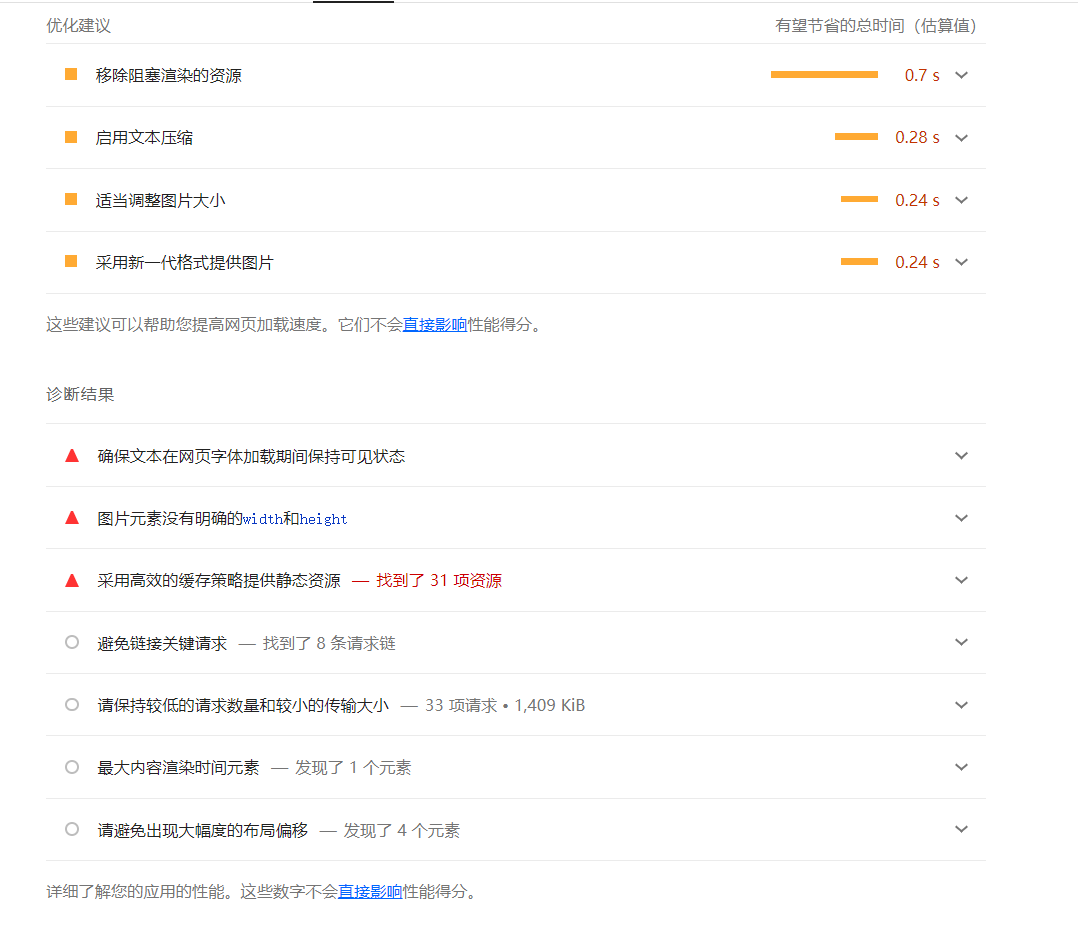 优化建议 有望节省的总时间（估算值）
移除阻塞渲染的资源 0.7 s
启用文本压缩 0.28 s
适当调整图片大小 0.24 s
采用新一代格式提供图片 0.24 s
这些建议可以帮助您提高网页加载速度。它们不会直接影响性能得分。
诊断结果
确保文本在网页字体加载期间保持可见状态
图片元素没有明确的width和height
采用高效的缓存策略提供静态资源 — 找到了 31 项资源
避免链接关键请求 — 找到了 8 条请求链
请保持较低的请求数量和较小的传输大小 — 33 项请求 • 1,409 KiB
最大内容渲染时间元素 — 发现了 1 个元素
请避免出现大幅度的布局偏移 — 发现了 4 个元素
详细了解您的应用的性能。这些数字不会直接影响性能得分。